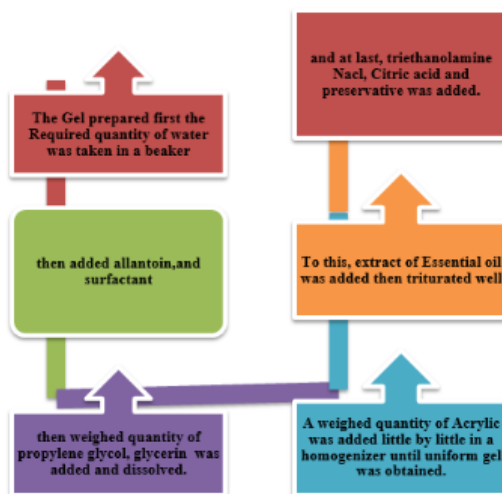 The Gel prepared first the
Required quantity of water
was taken in a beaker
then added allantoin,and
surfactant
then weighed quantity of
propylene glycol, glycerin was
added and dissolved.
A weighed quantity of Acrylic
was added little by little in a
homogenizer until uniform gel
was obtained.
To this, extract of Essential oil
was added then triturated well
and at last, triethanolamine
Nacl, Citric acid and
preservative was added.